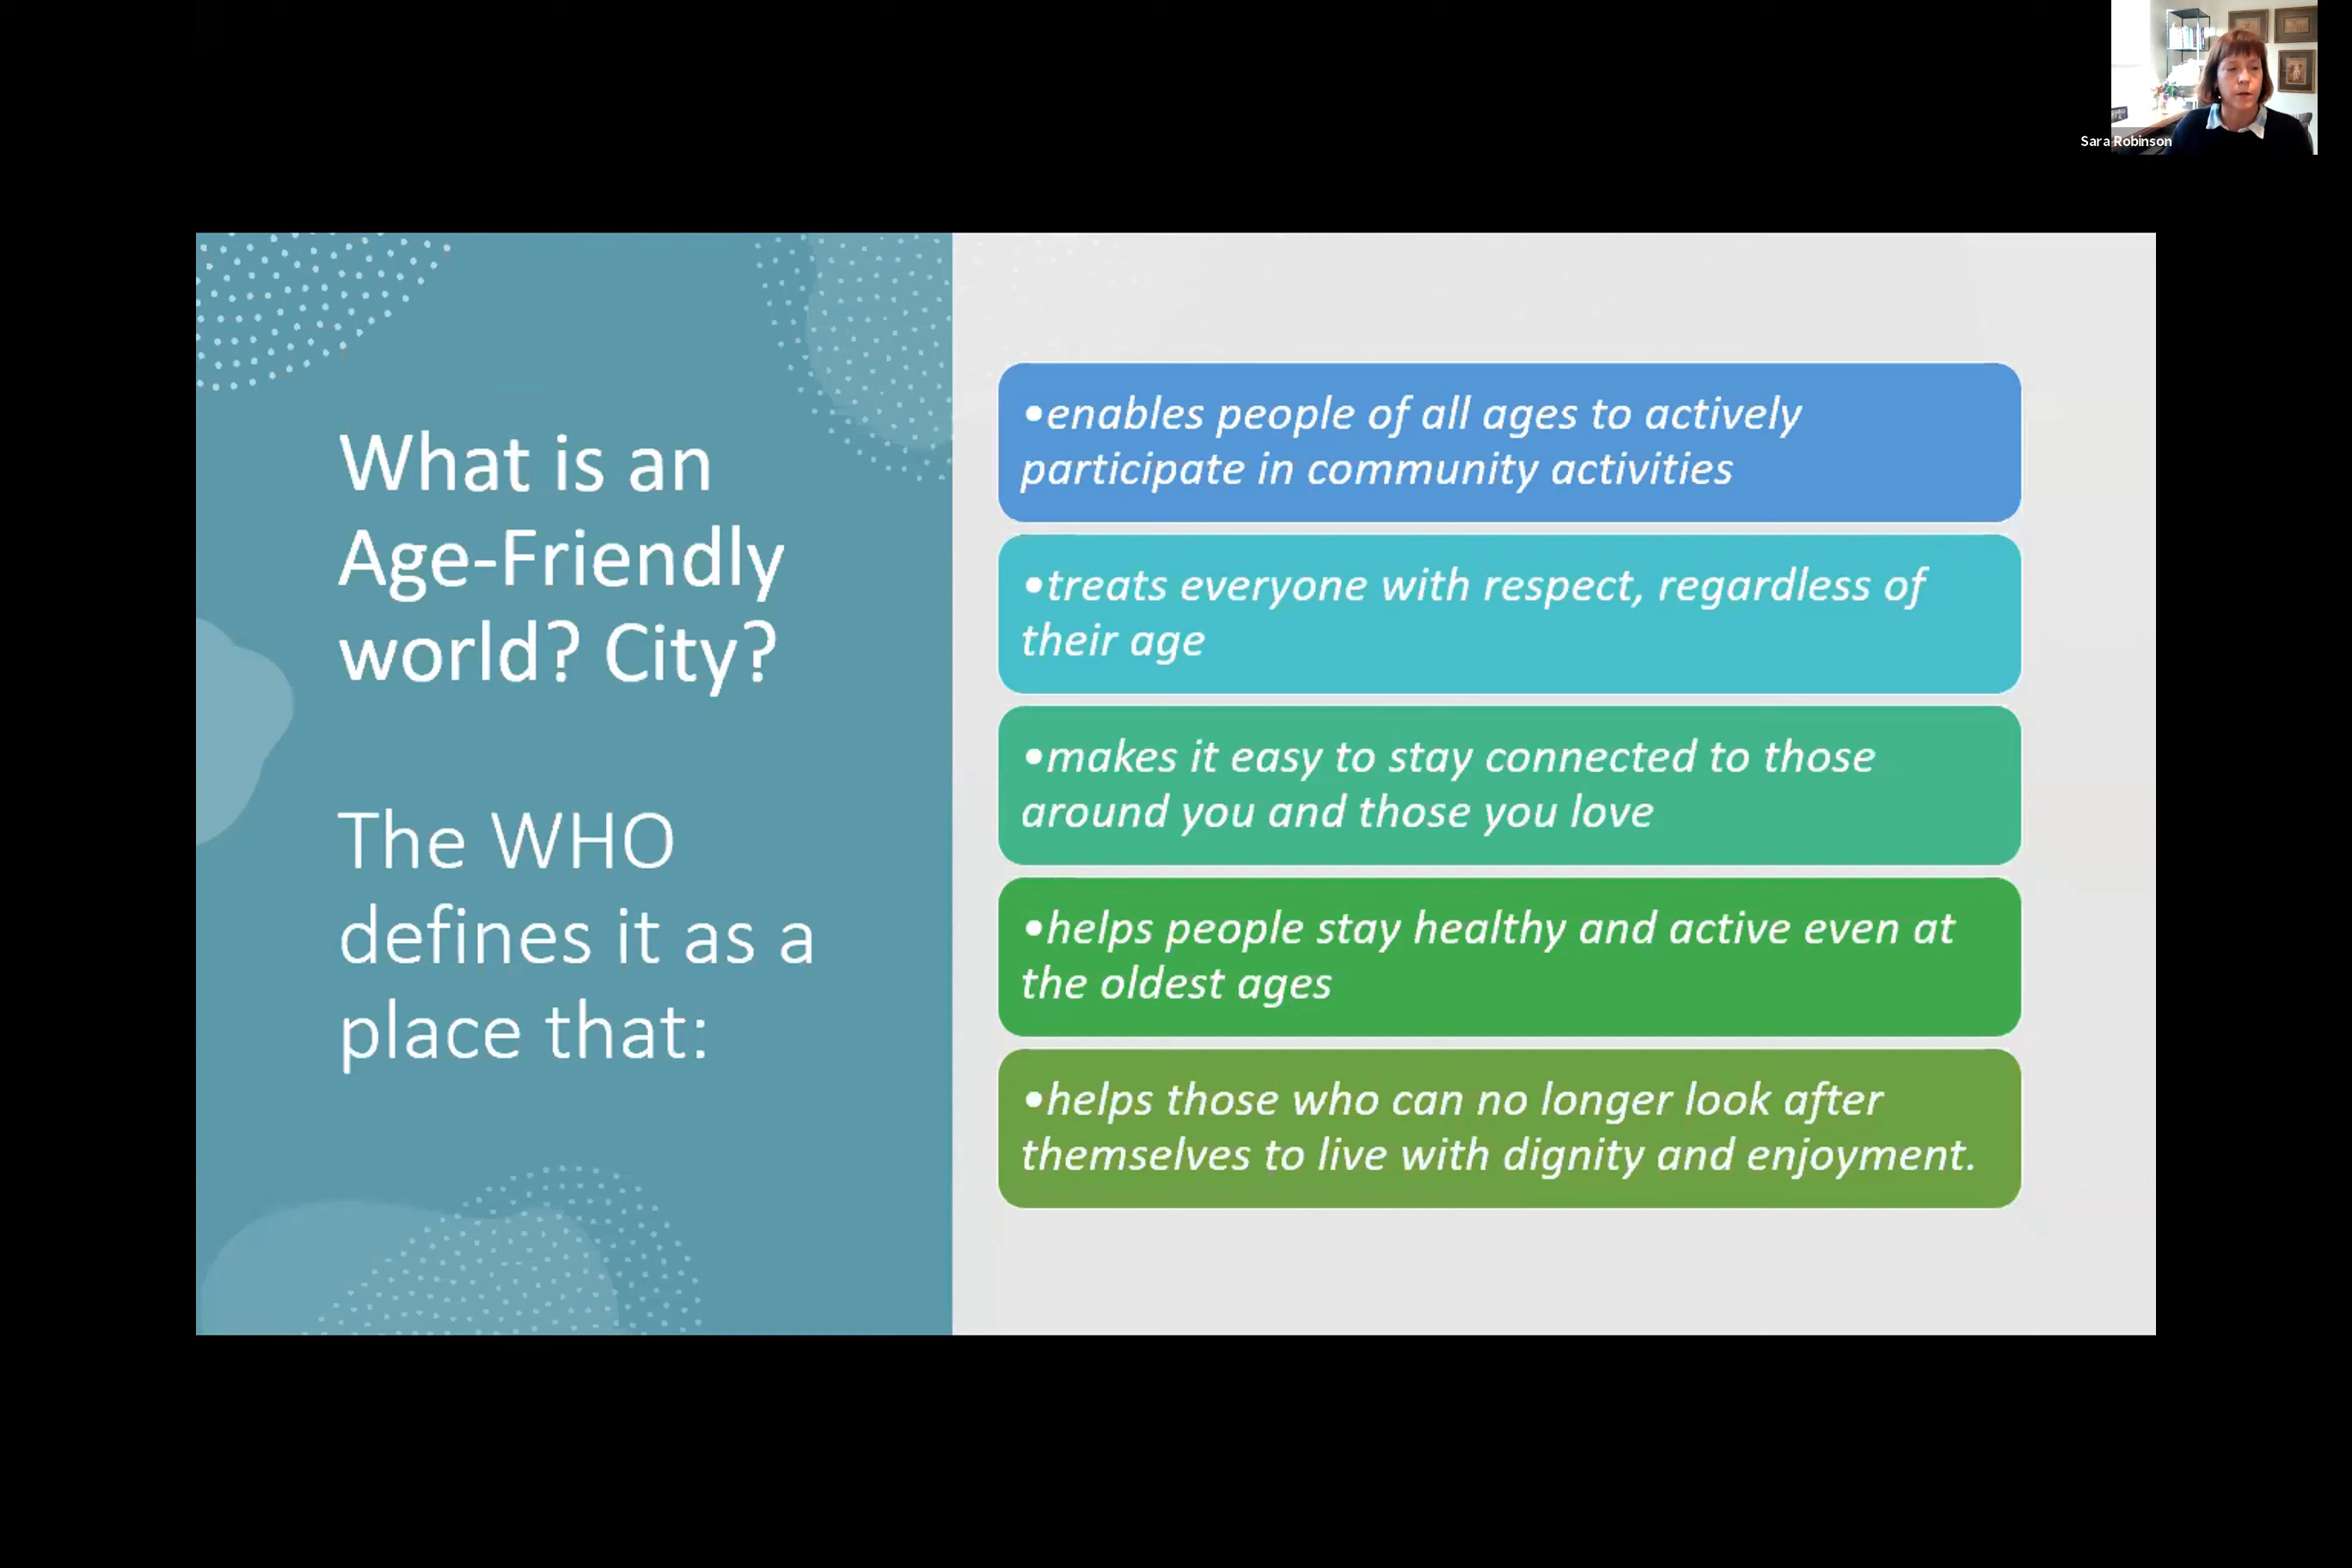 Sara Robinson
What is an
Age-Friendly
world? City?
The WHO
defines it as a
place that:
•enables people of all ages to actively
participate in community activities
•treats everyone with respect, regardless of
their age
•makes it easy to stay connected to those
around you and those you love
•helps people stay healthy and active even at
the oldest ages
•helps those who can no longer look after
themselves to live with dignity and enjoyment.